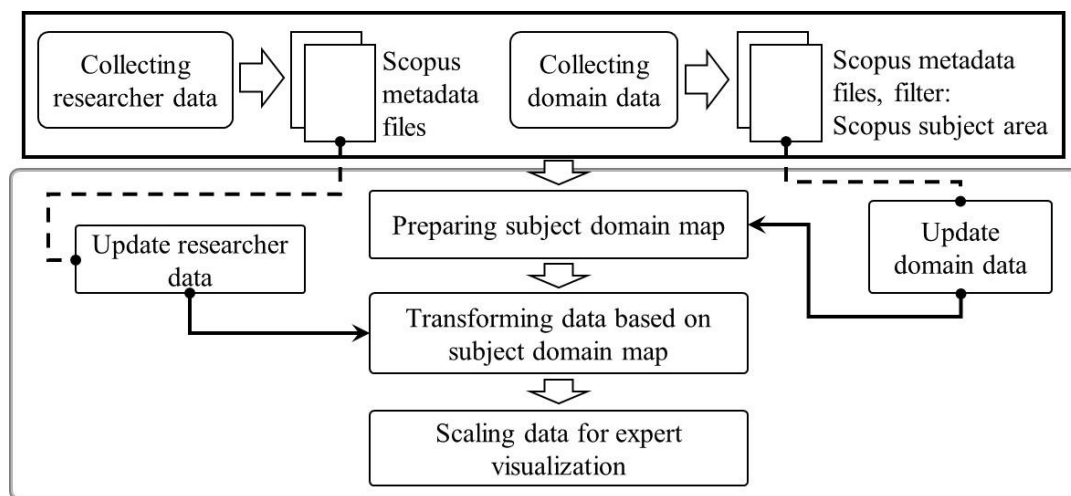 Collecting
researcher data
Scopus
metadata
files
Collecting
domain data
Scopus metadata
files, filter:
Scopus subject area
Preparing subject domain map
Update researcher
data
Update
domain data
Transforming data based on
subject domain map
Scaling data for expert
visualization